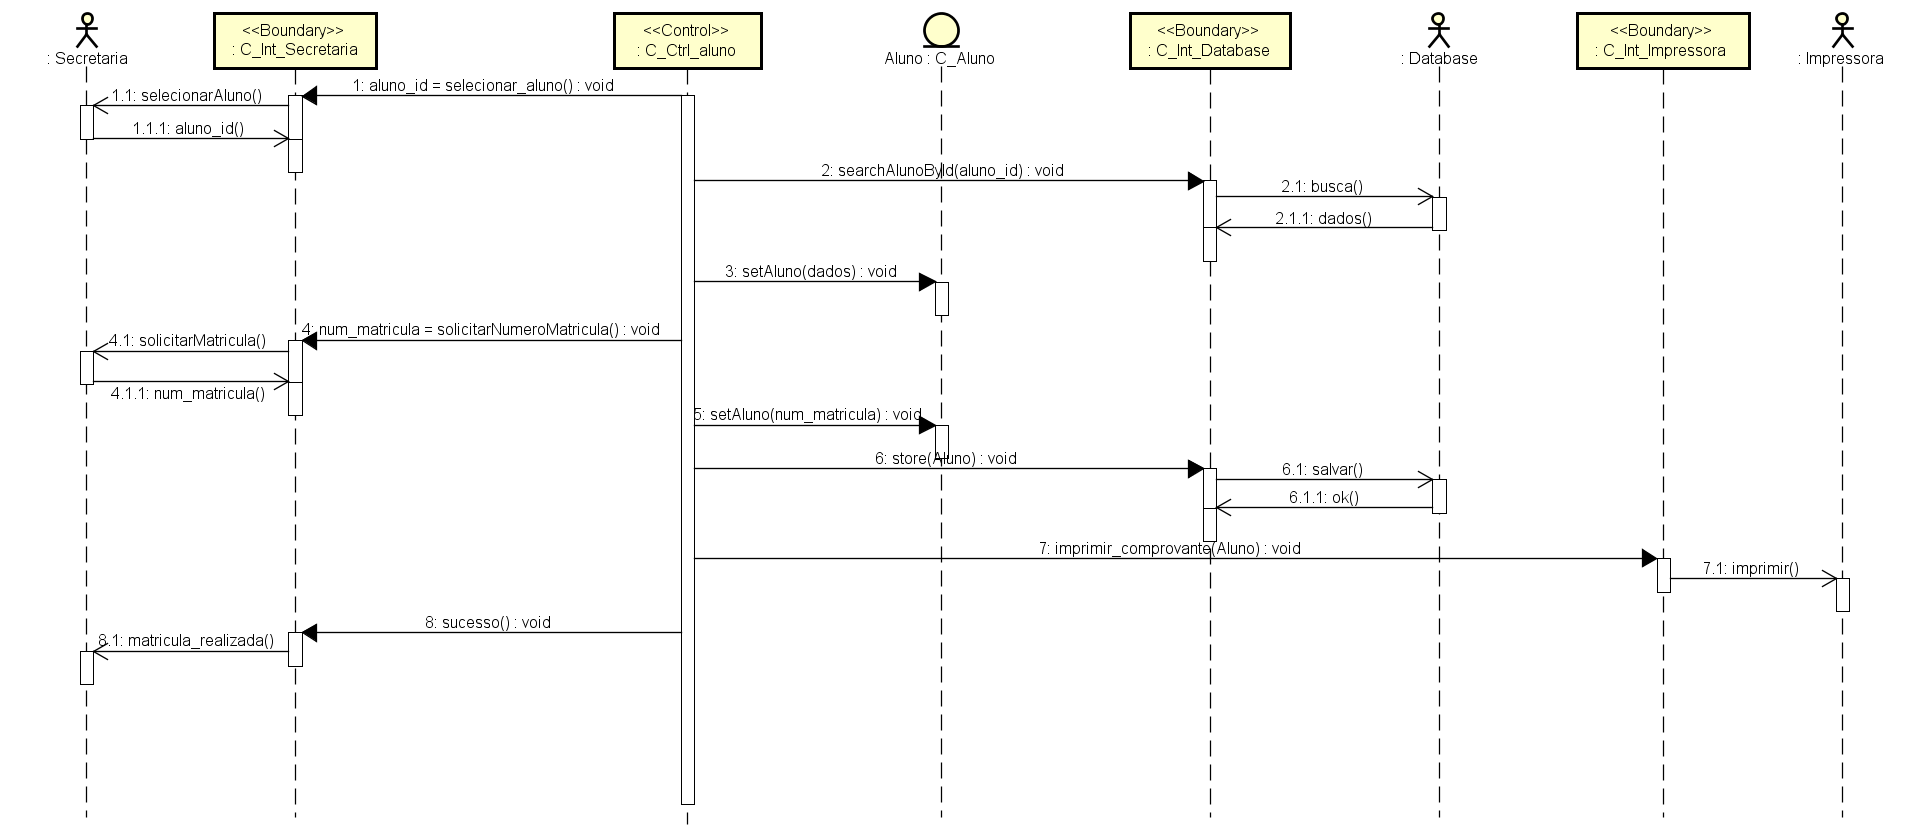 : Secretaria
<<Boundary>>
: C_Int_Secretaria
<<Control>>
: C_Ctrl_aluno
Aluno : C_Aluno
<<Boundary>>
: C_Int_Database
: Database
<<Boundary>>
: C_Int_Impressora
: Impressora
1: aluno_id = selecionar_aluno() : void
1.1: selecionarAluno()
1.1.1: aluno_id()
2: searchAlunoById(aluno_id) : void
2.1: busca()
2.1.1: dados()
3: setAluno(dados) : void
4: num_matricula = solicitarNumeroMatricula() : void
4.1: solicitarMatricula()
4.1.1: num_matricula()
5: setAluno(num_matricula) : void
6: store(Aluno) : void
6.1: salvar()
6.1.1: ok()
7: imprimir_comprovante(Aluno) : void
7.1: imprimir()
8: sucesso() : void
8.1: matricula_realizada()